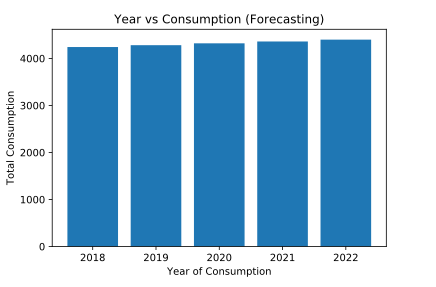 Year vs Consumption (Forecasting)
Total Consumption
4000
3000
2000
1000
0
2018 2019 2020 2021 2022
Year of Consumption